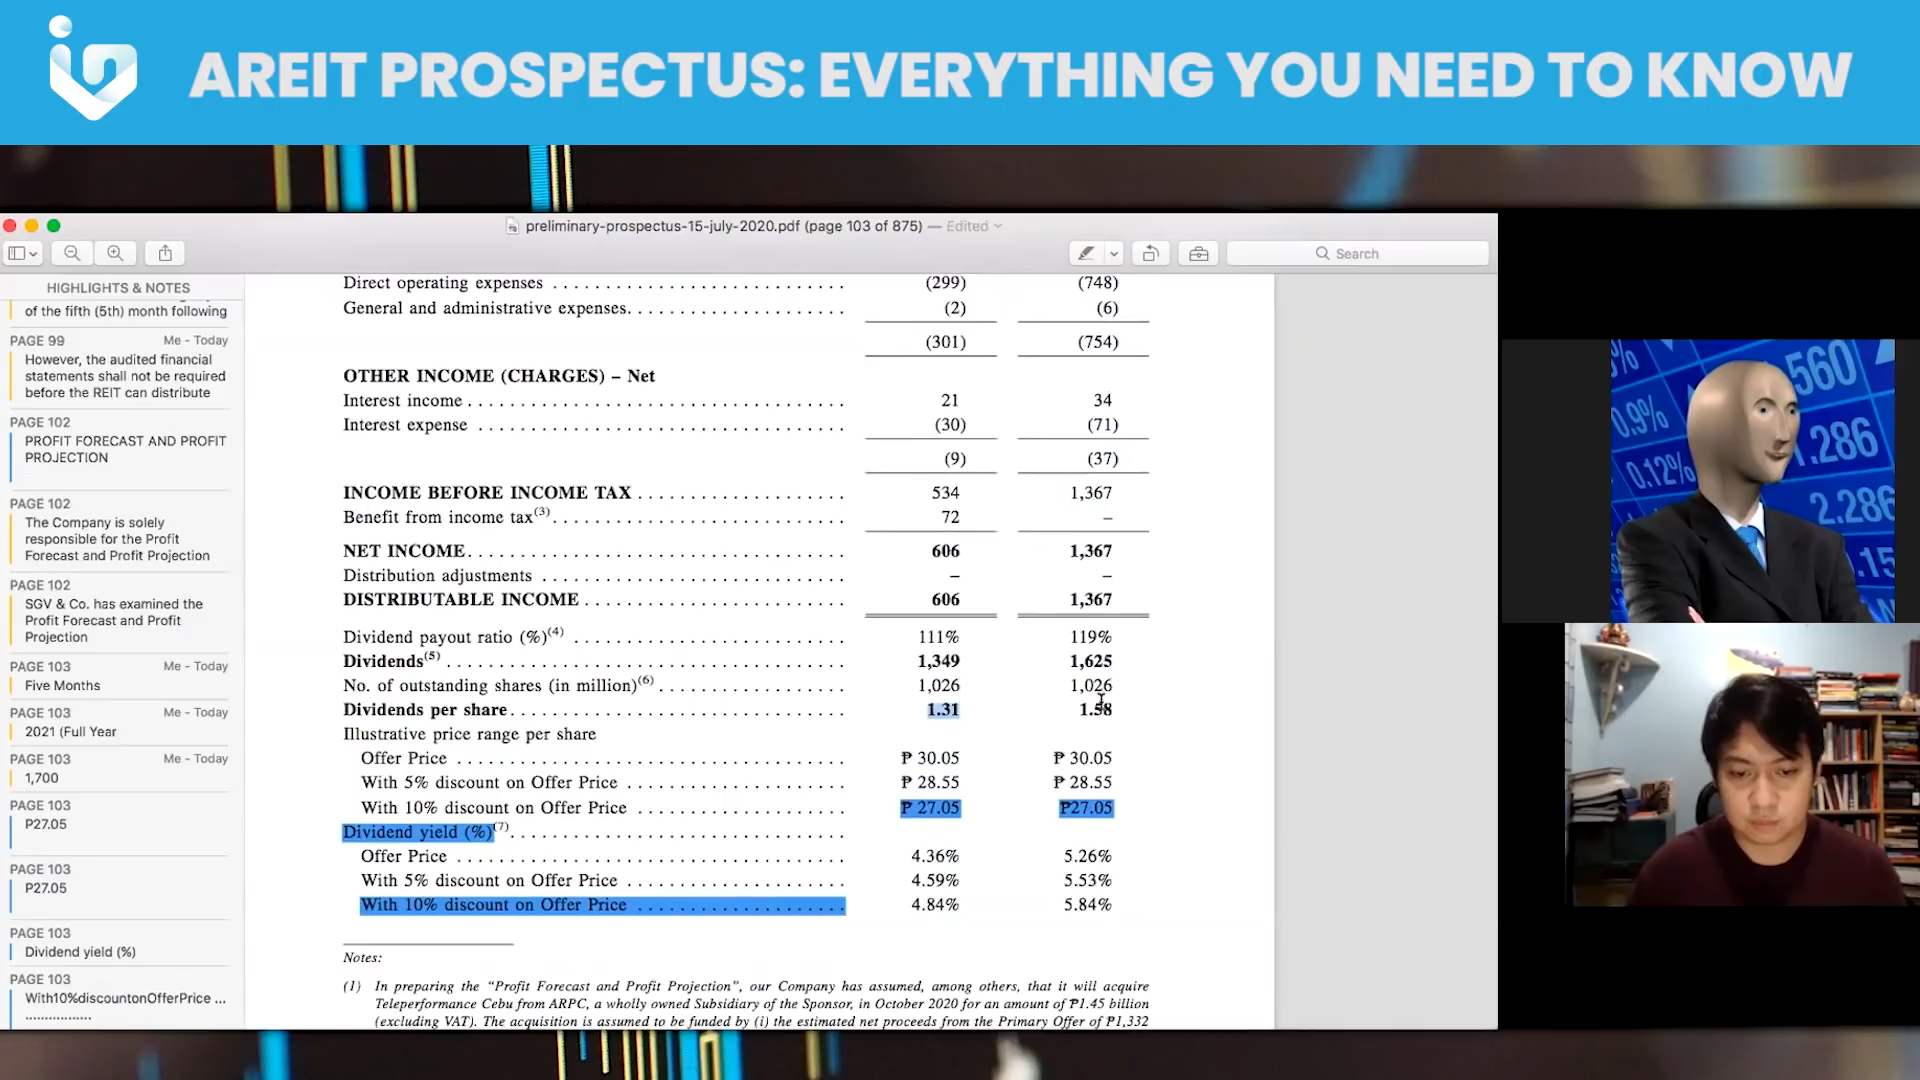 AREIT PROSPECTUS: EVERYTHING YOU NEED TO KNOW
preliminary-prospectus-15-july-2020.pdf (page 103 of 875) — Edited
Search
HIGHLIGHTS & NOTES
of the fifth (5th) month following
PAGE 99 Me - Today
However, the audited financial
statements shall not be required
before the REIT can distribute
PAGE 102
PROFIT FORECAST AND PROFIT
PROJECTION
PAGE 102
The Company is solely
responsible for the Profit
Forecast and Profit Projection
PAGE 102
SGV & Co. has examined the
Profit Forecast and Profit
Projection
PAGE 103 Me - Today
Five Months
PAGE 103 Me - Today
2021 (Full Year
PAGE 103 Me - Today
1,700
PAGE 103
P27.05
PAGE 103
P27.05
PAGE 103
Dividend yield (%)
PAGE 103
With10%discountonOfferPrice ...
.................
Direct operating expenses (299) (748)
General and administrative expenses (2) (6)
(301) (754)
OTHER INCOME (CHARGES) – Net
Interest income 21 34
Interest expense (30) (71)
(9) (37)
INCOME BEFORE INCOME TAX 534 1,367
Benefit from income tax(3) 72 –
NET INCOME 606 1,367
Distribution adjustments – –
DISTRIBUTABLE INCOME 606 1,367
Dividend payout ratio (%)(4) 111% 119%
Dividends(5) 1,349 1,625
No. of outstanding shares (in million)(6) 1,026 1,026
Dividends per share 1.31 1.58
Illustrative price range per share
Offer Price ₱ 30.05 ₱ 30.05
With 5% discount on Offer Price ₱ 28.55 ₱ 28.55
With 10% discount on Offer Price ₱ 27.05 ₱27.05
Dividend yield (%)(7)
Offer Price 4.36% 5.26%
With 5% discount on Offer Price 4.59% 5.53%
With 10% discount on Offer Price 4.84% 5.84%
Notes:
(1) In preparing the “Profit Forecast and Profit Projection”, our Company has assumed, among others, that it will acquire
Teleperformance Cebu from ARPC, a wholly owned Subsidiary of the Sponsor, in October 2020 for an amount of ₱1.45 billion
(excluding VAT). The acquisition is assumed to be funded by (i) the estimated net proceeds from the Primary Offer of ₱1,332
560
0.9%
.286
0.12%
2.286
.15